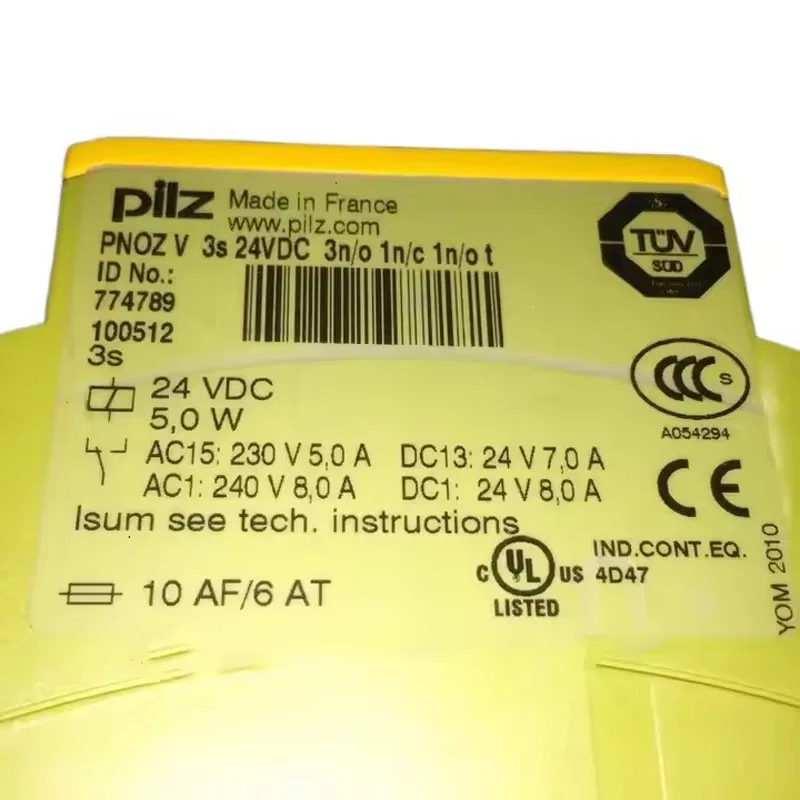 pilz Made in France
www.pilz.com
PNOZ V 3s 24VDC 3n/o 1n/c 1n/o t
ID No.:
774789
100512
3s
24 VDC
5,0 W
AC15: 230 V 5,0 A DC13: 24 V 7,0 A
AC1: 240 V 8,0 A DC1: 24 V 8,0 A
Isum see tech. instructions
10 AF/6 AT
TÜV
SÜD
CCC S
A054294
CE
C UL US
LISTED
IND.CONT.EQ.
4D47
YOM 2010